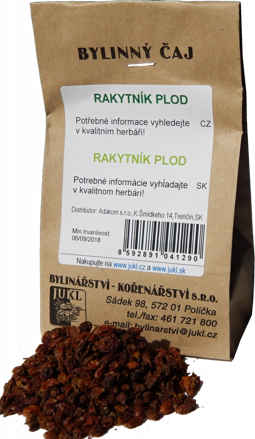 BYLINNÝ ČAJ
RAKYTNÍK PLOD
Potřebné informace vyhledejte CZ
v kvalitním herbáři!
RAKYTNÍK PLOD
Potrebné informácie vyhľadajte SK
v kvalitnom herbári!
Distributor: Adakom s.r.o.,K.Šmidkeho 14,Trenčín,SK
Min.trvanlivost:
06/09/2018
8 592891 041290
Nakupujte na www.jukl.cz a www.jukl.sk
BYLINÁŘSTVÍ - KOŘENÁŘSTVÍ S.R.O.
JUKL
Sádek 98, 572 01 Polička
tel./fax: 461 721 800
e-mail: bylinarstvi@jukl.cz